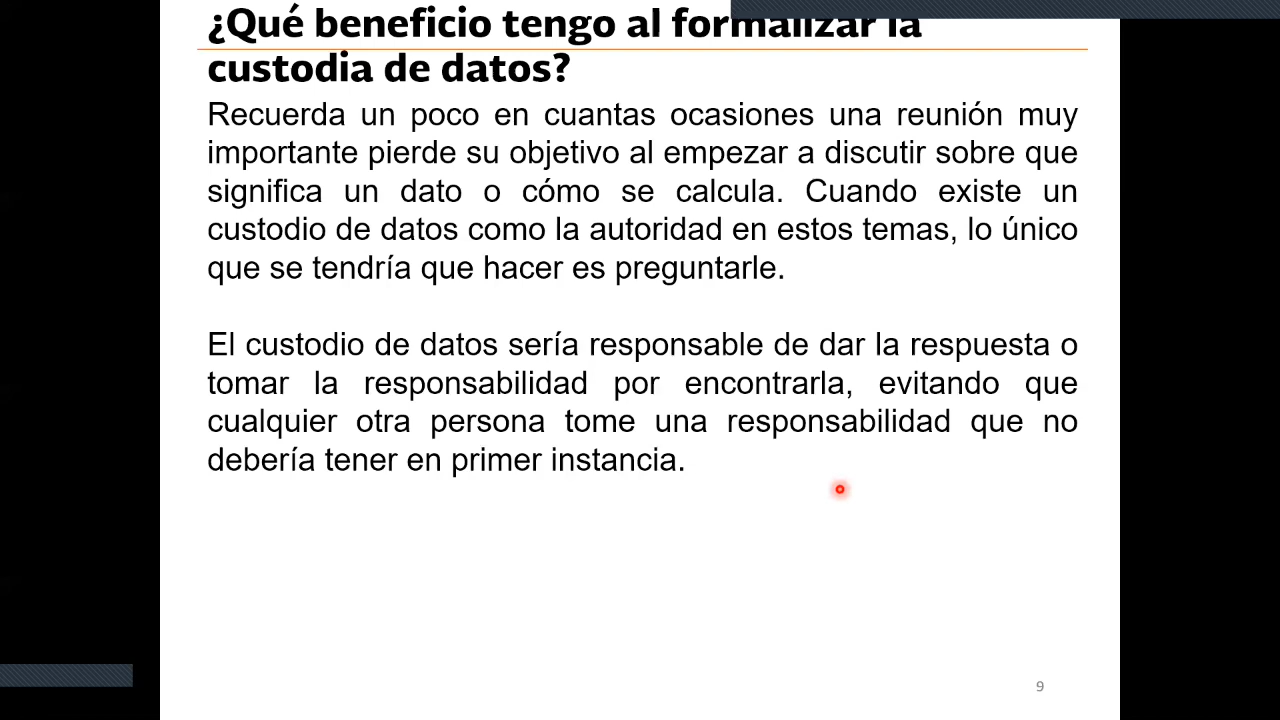 ¿Qué beneficio tengo al formalizar la
custodia de datos?
Recuerda un poco en cuantas ocasiones una reunión muy
importante pierde su objetivo al empezar a discutir sobre que
significa un dato o cómo se calcula. Cuando existe un
custodio de datos como la autoridad en estos temas, lo único
que se tendría que hacer es preguntarle.
El custodio de datos sería responsable de dar la respuesta o
tomar la responsabilidad por encontrarla, evitando que
cualquier otra persona tome una responsabilidad que no
debería tener en primer instancia.
9